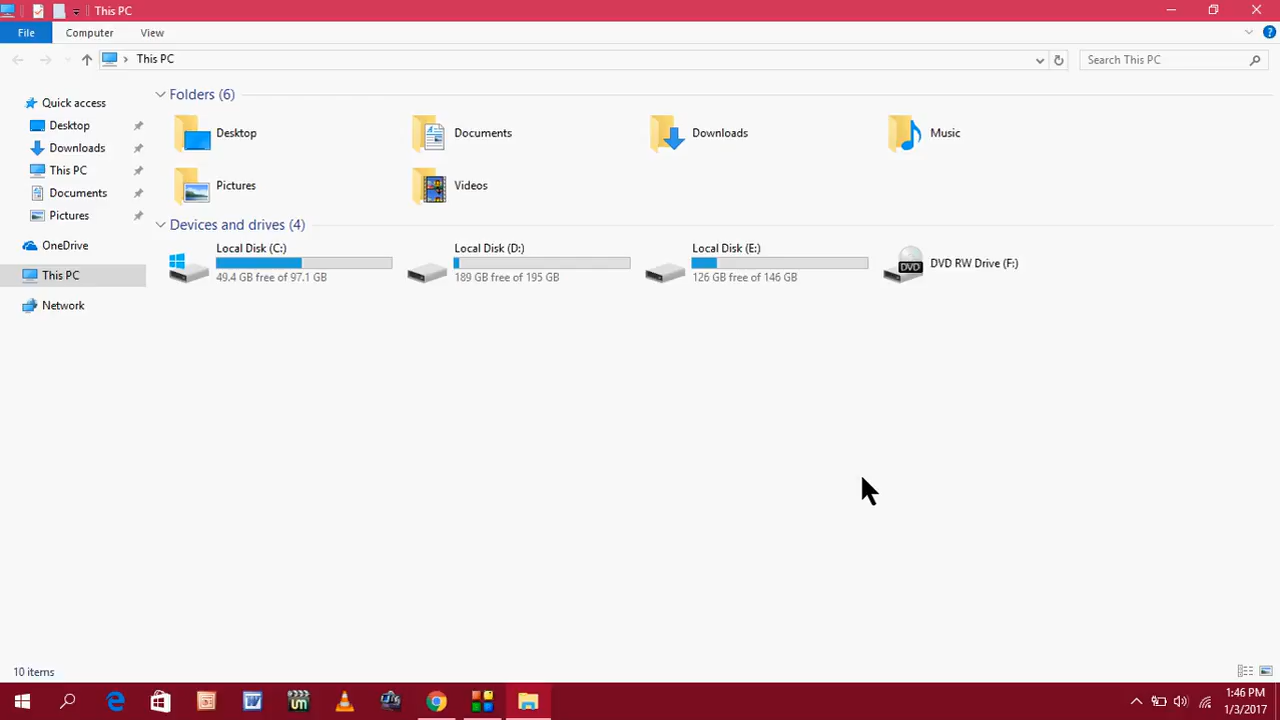 This PC
File Computer View
This PC
Search This PC
Quick access
Desktop
Downloads
This PC
Documents
Pictures
OneDrive
This PC
Network
Folders (6)
Desktop
Documents
Downloads
Music
Pictures
Videos
Devices and drives (4)
Local Disk (C:)
49.4 GB free of 97.1 GB
Local Disk (D:)
189 GB free of 195 GB
Local Disk (E:)
126 GB free of 146 GB
DVD
DVD RW Drive (F:)
10 items
1:46 PM
1/3/2017